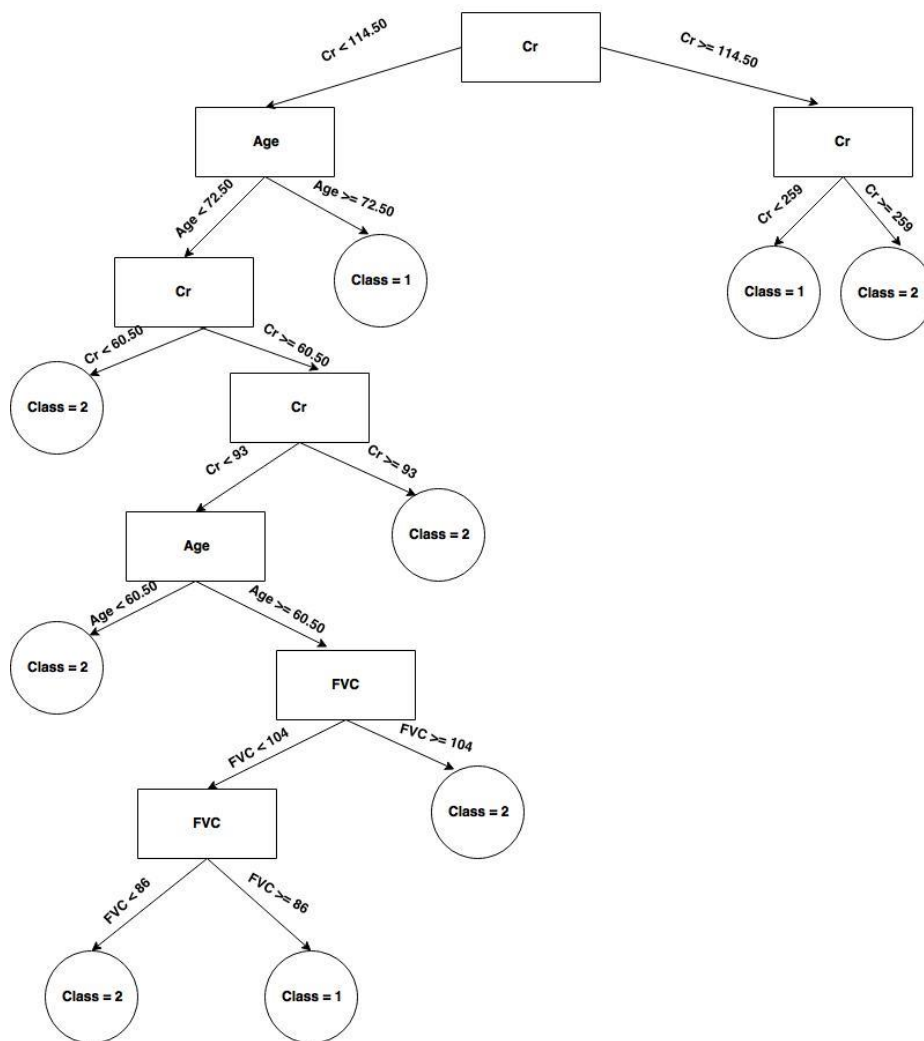 Cr
Cr < 114.50
Cr >= 114.50
Age
Cr
Age < 72.50
Age >= 72.50
Cr < 259
Cr >= 259
Class = 1
Class = 1
Class = 2
Cr
Cr < 60.50
Cr >= 60.50
Class = 2
Cr
Cr < 93
Cr >= 93
Class = 2
Age
Age < 60.50
Age >= 60.50
Class = 2
FVC
FVC < 104
FVC >= 104
Class = 2
FVC
FVC < 86
FVC >= 86
Class = 2
Class = 1